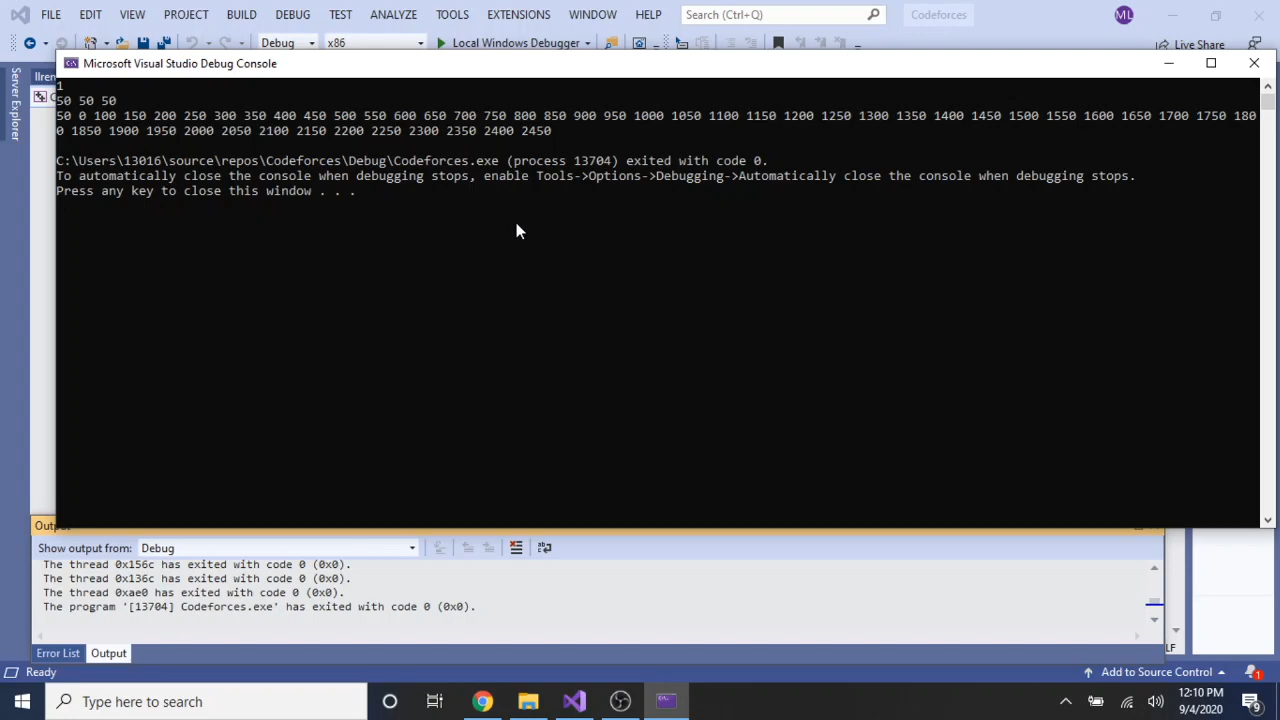 FILE EDIT VIEW PROJECT BUILD DEBUG TEST ANALYZE TOOLS EXTENSIONS WINDOW HELP Search (Ctrl+Q) Codeforces ML
Debug x86 Local Windows Debugger Live Share
Microsoft Visual Studio Debug Console
Server Explorer
1
50 50 50
50 0 100 150 200 250 300 350 400 450 500 550 600 650 700 750 800 850 900 950 1000 1050 1100 1150 1200 1250 1300 1350 1400 1450 1500 1550 1600 1650 1700 1750 180
0 1850 1900 1950 2000 2050 2100 2150 2200 2250 2300 2350 2400 2450
C:\Users\13016\source\repos\Codeforces\Debug\Codeforces.exe (process 13704) exited with code 0.
To automatically close the console when debugging stops, enable Tools->Options->Debugging->Automatically close the console when debugging stops.
Press any key to close this window . . .
Show output from: Debug
The thread 0x156c has exited with code 0 (0x0).
The thread 0x136c has exited with code 0 (0x0).
The thread 0xae0 has exited with code 0 (0x0).
The program '[13704] Codeforces.exe' has exited with code 0 (0x0).
Error List Output
Ready Add to Source Control 1
Type here to search
12:10 PM
9/4/2020
9